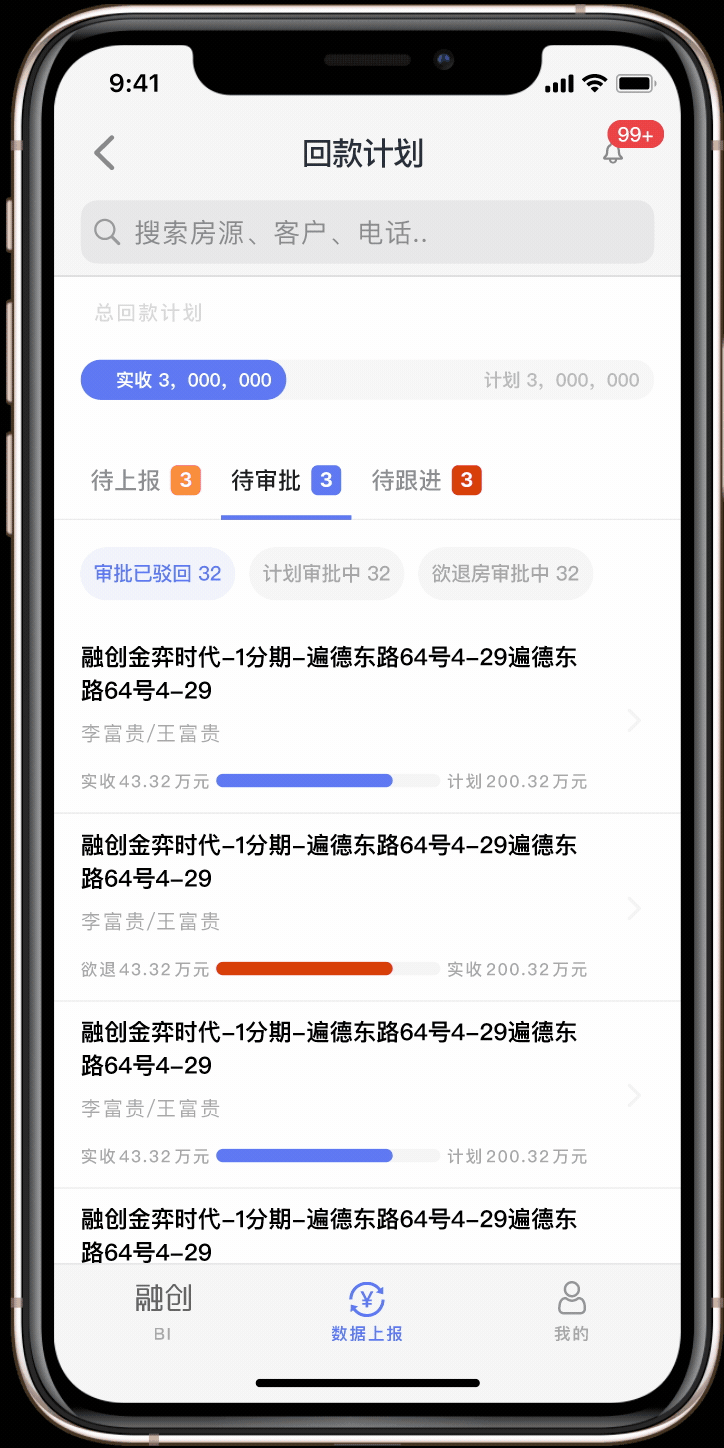 9:41
回款计划
99+
搜索房源、客户、电话..
总回款计划
实收 3，000，000
计划 3，000，000
待上报 3
待审批 3
待跟进 3
审批已驳回 32
计划审批中 32
欲退房审批中 32
融创金弈时代-1分期-遍德东路64号4-29遍德东
路64号4-29
李富贵/王富贵
实收43.32万元
计划200.32万元
融创金弈时代-1分期-遍德东路64号4-29遍德东
路64号4-29
李富贵/王富贵
欲退43.32万元
实收200.32万元
融创金弈时代-1分期-遍德东路64号4-29遍德东
路64号4-29
李富贵/王富贵
实收43.32万元
计划200.32万元
融创金弈时代-1分期-遍德东路64号4-29遍德东
路64号4-29
融创
BI
¥
数据上报
我的